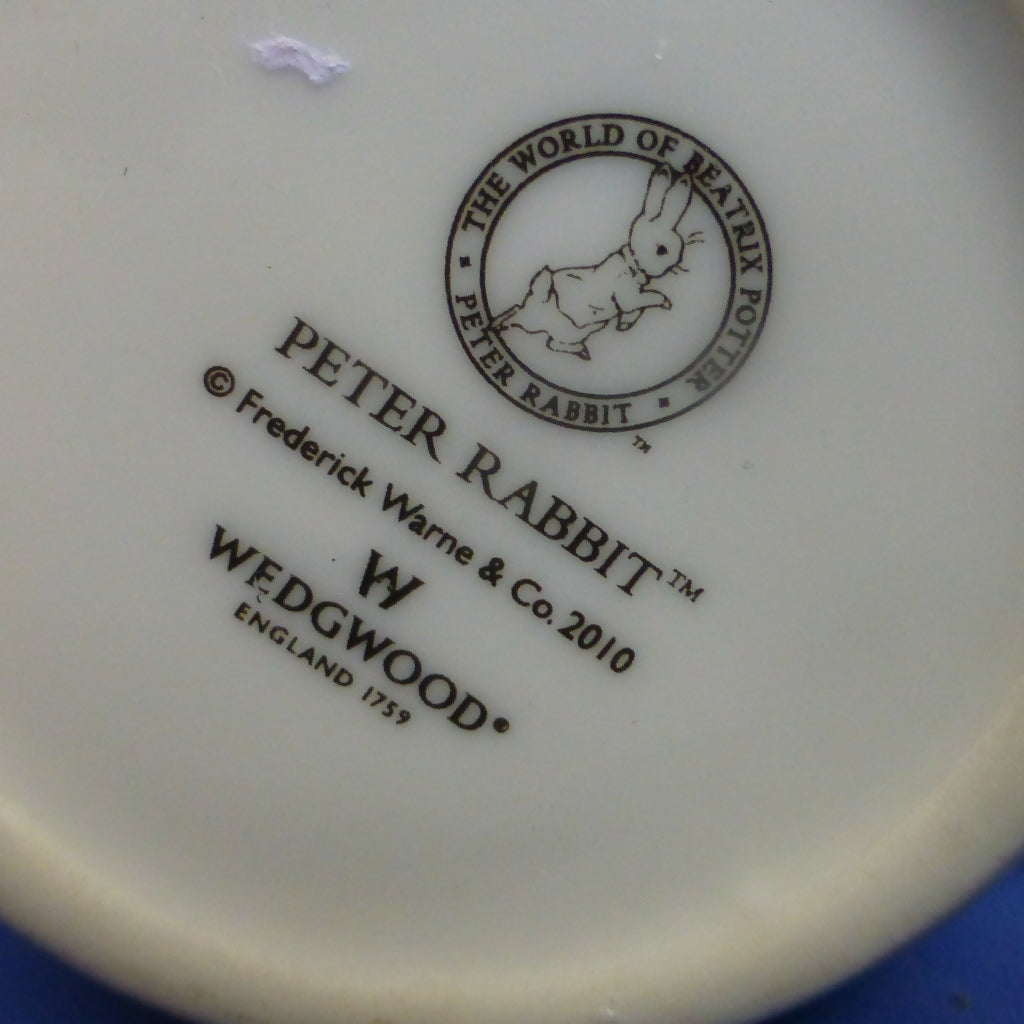 THE WORLD OF BEATRIX POTTER
PETER RABBIT
™
PETER RABBIT™
© Frederick Warne & Co. 2010
W
WEDGWOOD®
ENGLAND 1759